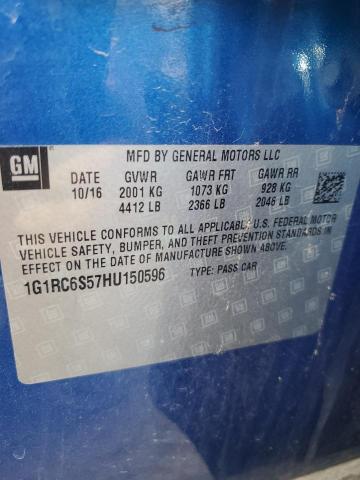 GM
MFD BY GENERAL MOTORS LLC
DATE GVWR GAWR FRT GAWR RR
10/16 2001 KG 1073 KG 928 KG
4412 LB 2366 LB 2046 LB
THIS VEHICLE CONFORMS TO ALL APPLICABLE U.S. FEDERAL MOTOR
VEHICLE SAFETY, BUMPER, AND THEFT PREVENTION STANDARDS IN
EFFECT ON THE DATE OF MANUFACTURE SHOWN ABOVE.
1G1RC6S57HU150596 TYPE: PASS CAR